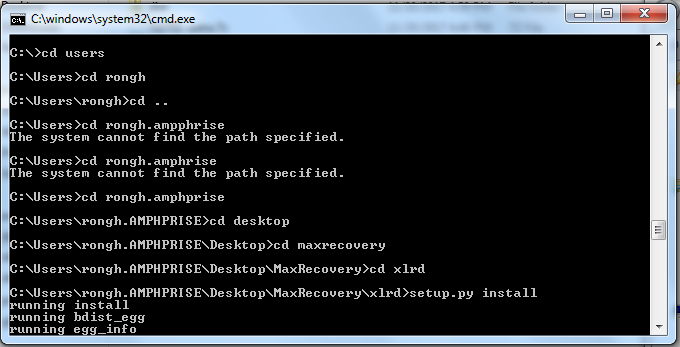 C:\windows\system32\cmd.exe
C:\>cd users
C:\Users>cd rongh
C:\Users\rongh>cd ..
C:\Users>cd rongh.ampphrise
The system cannot find the path specified.
C:\Users>cd rongh.amphrise
The system cannot find the path specified.
C:\Users>cd rongh.amphprise
C:\Users\rongh.AMPHPRISE>cd desktop
C:\Users\rongh.AMPHPRISE\Desktop>cd maxrecovery
C:\Users\rongh.AMPHPRISE\Desktop\MaxRecovery>cd xlrd
C:\Users\rongh.AMPHPRISE\Desktop\MaxRecovery\xlrd>setup.py install
running install
running bdist_egg
running egg_info